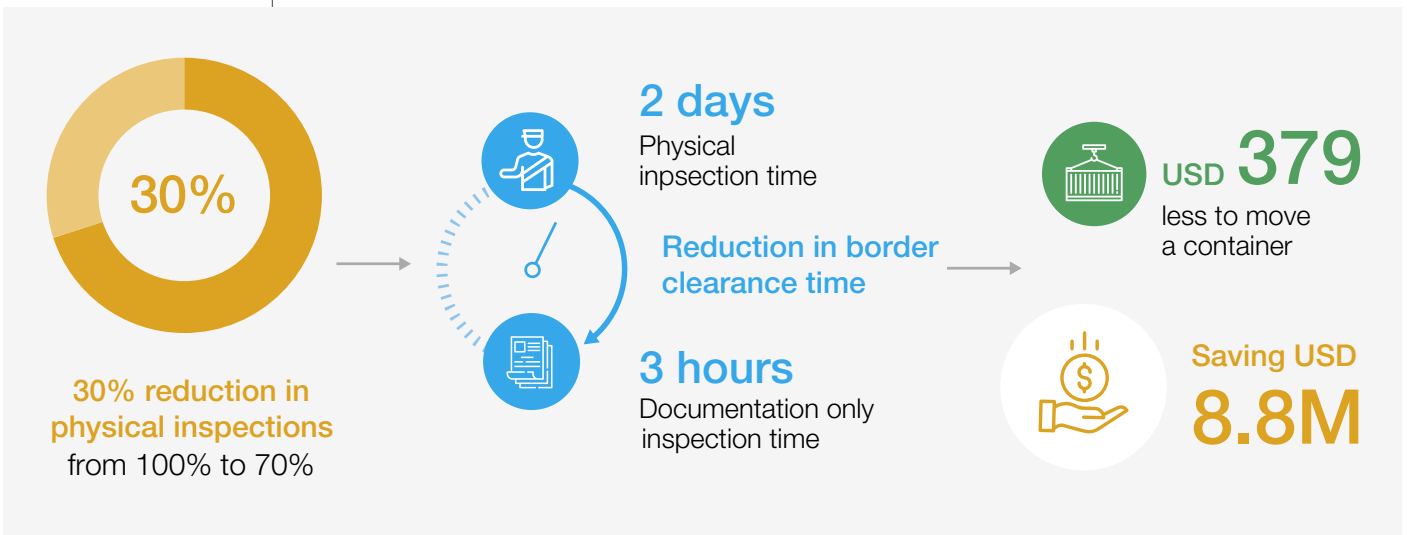 30%
30% reduction in
physical inspections
from 100% to 70%
2 days
Physical
inpsection time
Reduction in border
clearance time
3 hours
Documentation only
inspection time
USD 379
less to move
a container
$
Saving USD
8.8M